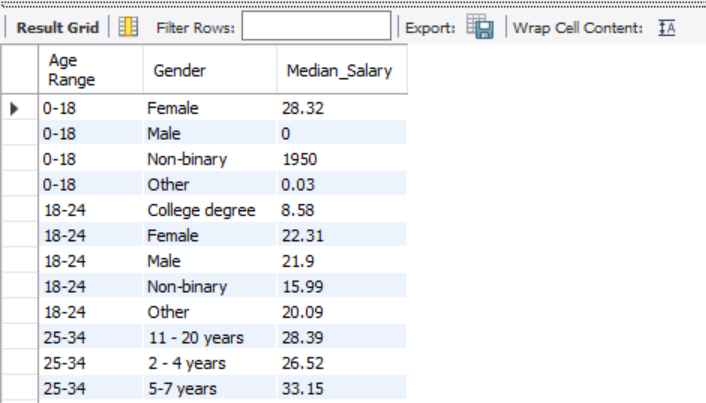 Result Grid Filter Rows: Export: Wrap Cell Content: IA
Age Range Gender Median_Salary
0-18 Female 28.32
0-18 Male 0
0-18 Non-binary 1950
0-18 Other 0.03
18-24 College degree 8.58
18-24 Female 22.31
18-24 Male 21.9
18-24 Non-binary 15.99
18-24 Other 20.09
25-34 11 - 20 years 28.39
25-34 2 - 4 years 26.52
25-34 5-7 years 33.15